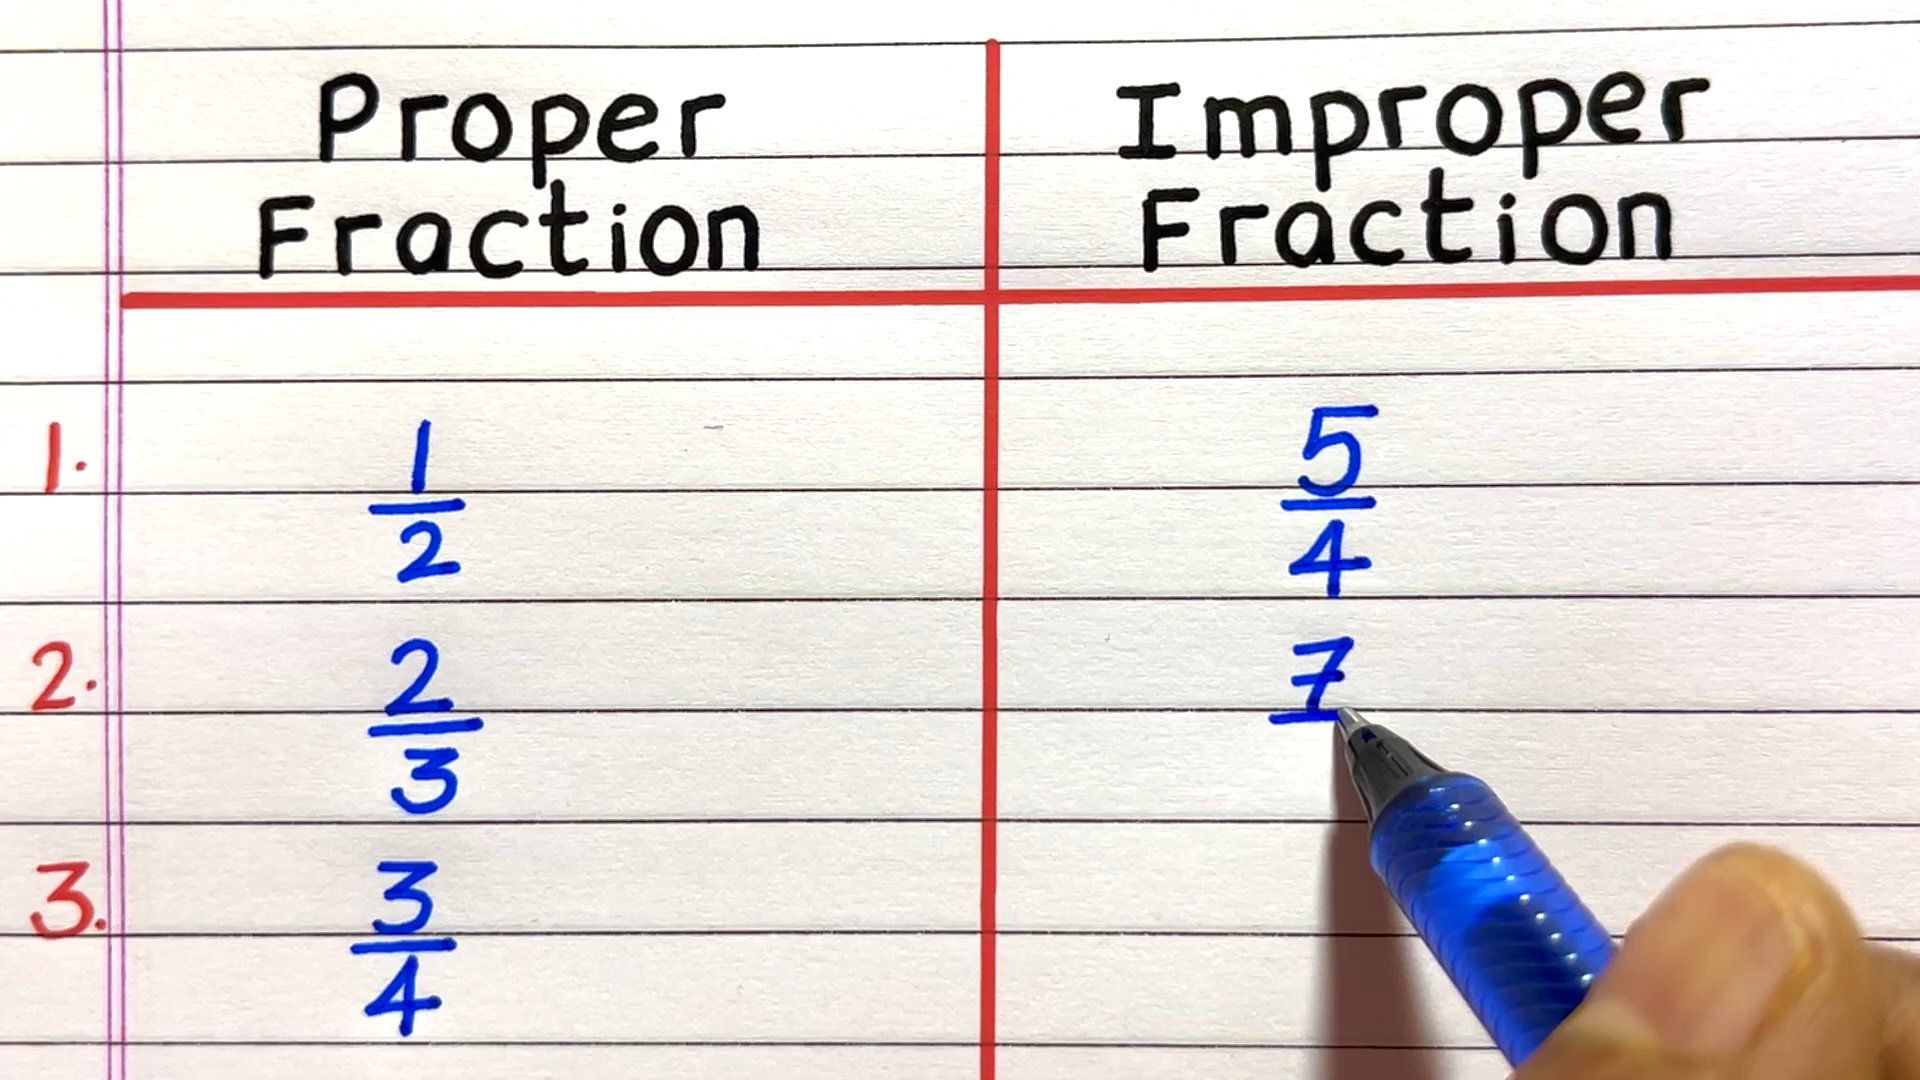 Proper Improper
Fraction Fraction
1. 1/2 5/4
2. 2/3 7/
3. 3/4